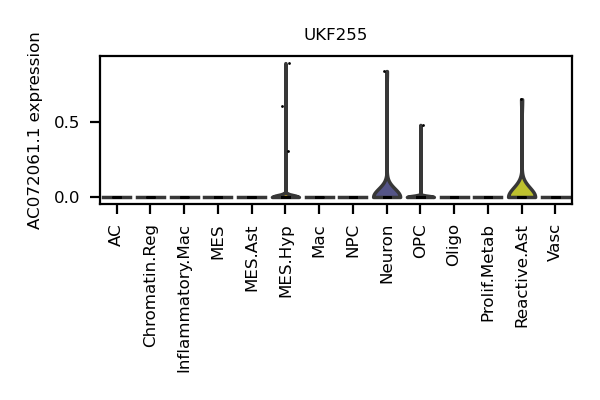 UKF255
AC072061.1 expression
0.5
0.0
AC
Chromatin.Reg
Inflammatory.Mac
MES
MES.Ast
MES.Hyp
Mac
NPC
Neuron
OPC
Oligo
Prolif.Metab
Reactive.Ast
Vasc